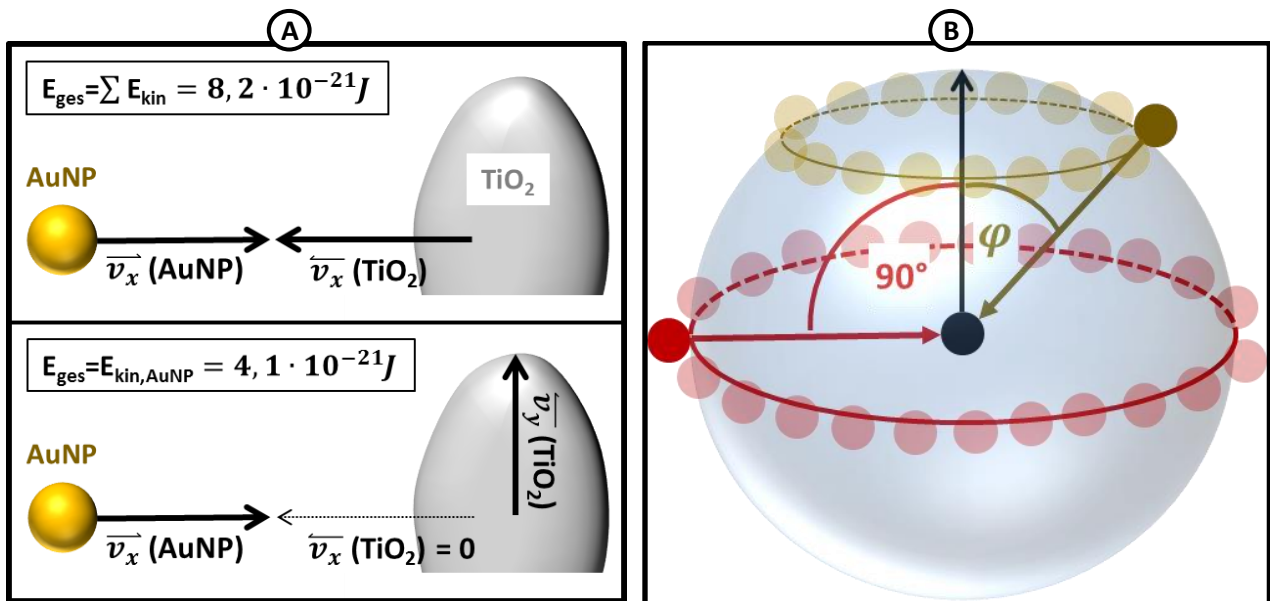 A
E_ges=∑ E_kin = 8, 2 · 10^−21 J
AuNP
TiO₂
v_x (AuNP)
v_x (TiO₂)
E_ges=E_kin,AuNP = 4, 1 · 10^−21 J
AuNP
v_y (TiO₂)
v_x (AuNP)
v_x (TiO₂) = 0
B
90°
φ